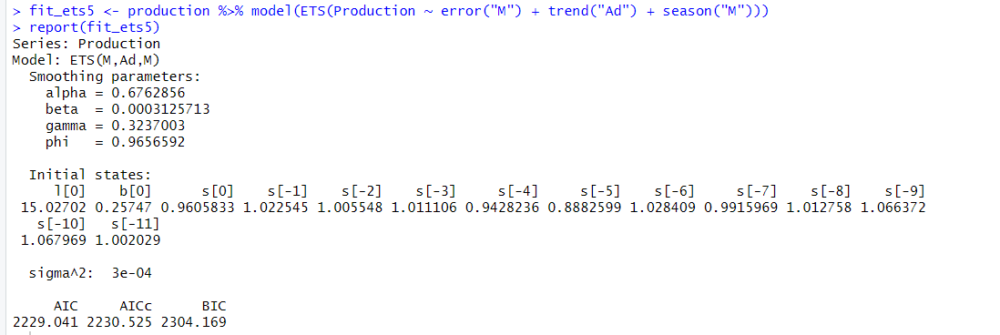 > fit_ets5 <- production %>% model(ETS(Production ~ error("M") + trend("Ad") + season("M")))
> report(fit_ets5)
Series: Production
Model: ETS(M,Ad,M)
  Smoothing parameters:
    alpha = 0.6762856
    beta  = 0.0003125713
    gamma = 0.3237003
    phi   = 0.9656592

  Initial states:
     l[0]    b[0]      s[0]    s[-1]    s[-2]    s[-3]     s[-4]     s[-5]    s[-6]     s[-7]    s[-8]    s[-9]
 15.02702 0.25747 0.9605833 1.022545 1.005548 1.011106 0.9428236 0.8882599 1.028409 0.9915969 1.012758 1.066372
   s[-10]   s[-11]
 1.067969 1.002029

  sigma^2:  3e-04

     AIC     AICc      BIC
2229.041 2230.525 2304.169